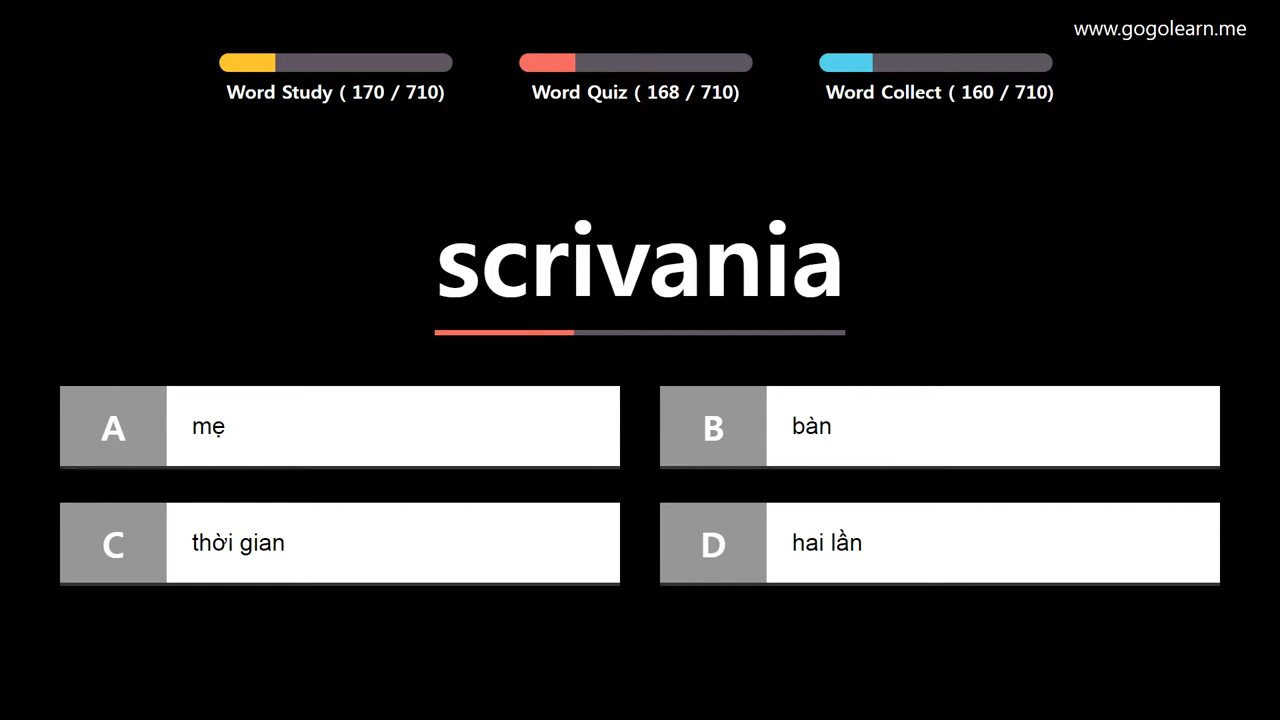 www.gogolearn.me
Word Study ( 170 / 710)
Word Quiz ( 168 / 710)
Word Collect ( 160 / 710)
scrivania
A mẹ
B bàn
C thời gian
D hai lần